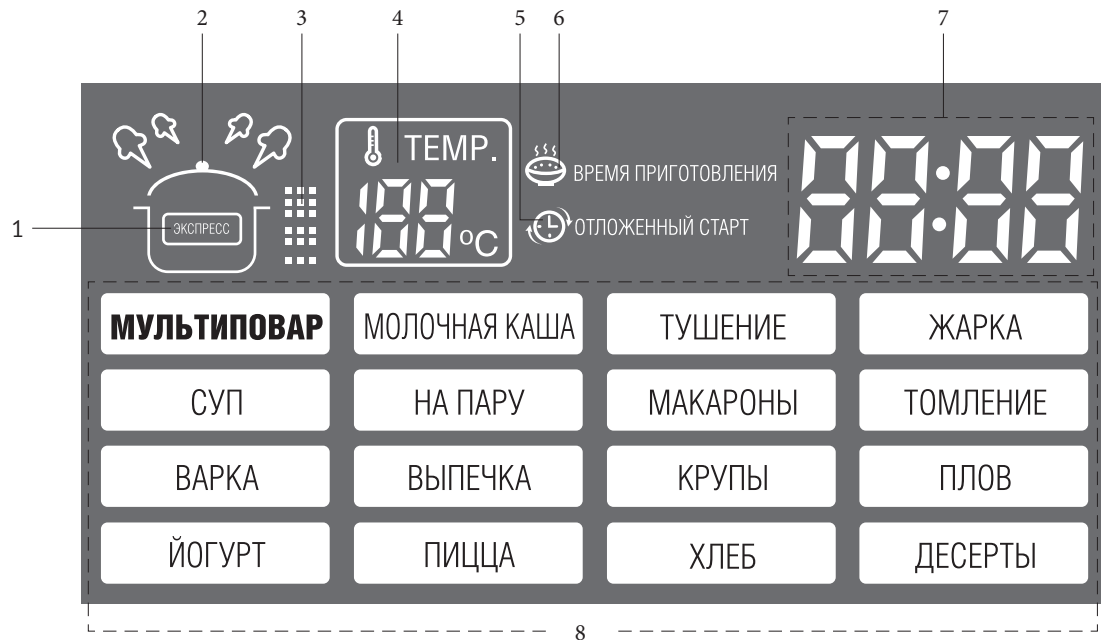 2 3 4 5 6 7
TEMP.
ВРЕМЯ ПРИГОТОВЛЕНИЯ
188 °C
88:88
1
ЭКСПРЕСС
ОТЛОЖЕННЫЙ СТАРТ
МУЛЬТИПОВАР МОЛОЧНАЯ КАША ТУШЕНИЕ ЖАРКА
СУП НА ПАРУ МАКАРОНЫ ТОМЛЕНИЕ
ВАРКА ВЫПЕЧКА КРУПЫ ПЛОВ
ЙОГУРТ ПИЦЦА ХЛЕБ ДЕСЕРТЫ
8